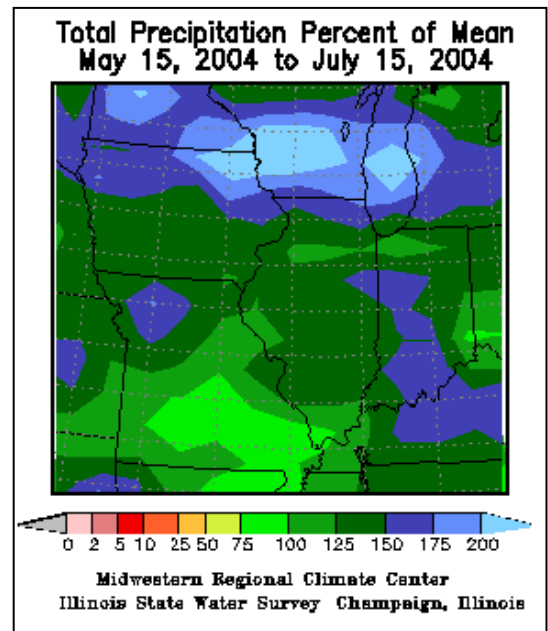 Total Precipitation Percent of Mean
May 15, 2004 to July 15, 2004
0 2 5 10 25 50 75 100 125 150 175 200
Midwestern Regional Climate Center
Illinois State Water Survey Champaign, Illinois